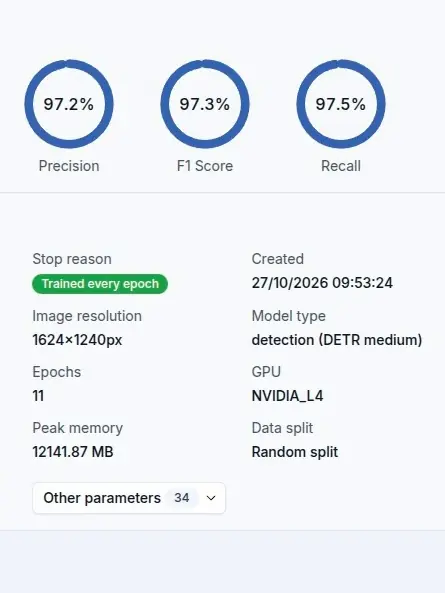 97.2%
97.3%
97.5%
Precision
F1 Score
Recall
Stop reason
Created
Trained every epoch
27/10/2026 09:53:24
Image resolution
Model type
1624×1240px
detection (DETR medium)
Epochs
GPU
11
NVIDIA_L4
Peak memory
Data split
12141.87 MB
Random split
Other parameters 34